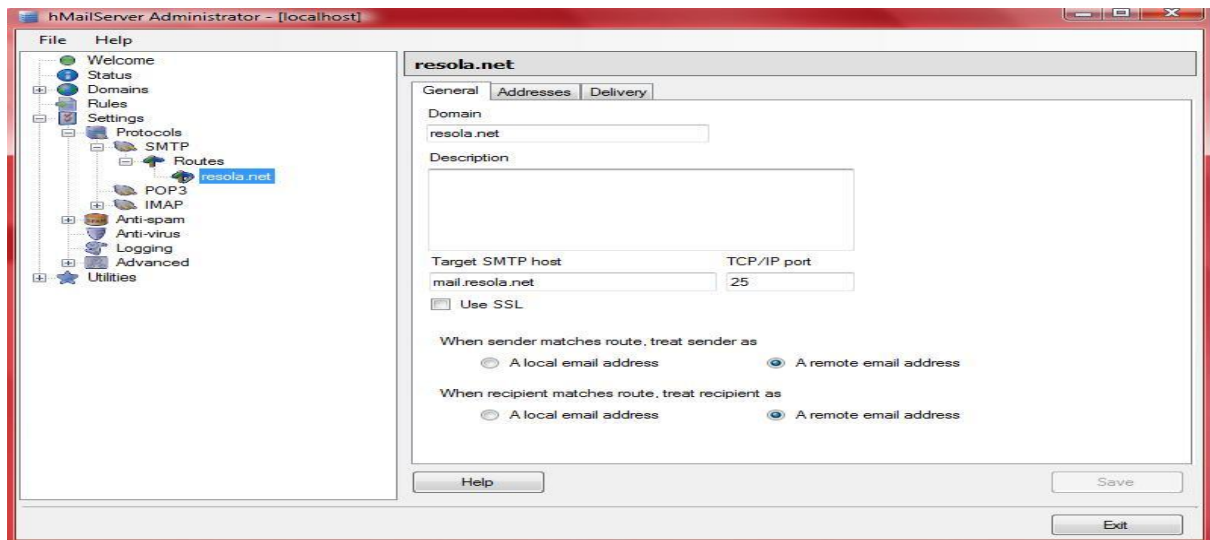 hMailServer Administrator - [localhost]
File Help
Welcome
Status
Domains
Rules
Settings
Protocols
SMTP
Routes
resola.net
POP3
IMAP
Anti-spam
Anti-virus
Logging
Advanced
Utilities
resola.net
General Addresses Delivery
Domain
resola.net
Description
Target SMTP host TCP/IP port
mail.resola.net 25
Use SSL
When sender matches route, treat sender as
A local email address A remote email address
When recipient matches route, treat recipient as
A local email address A remote email address
Help Save
Exit